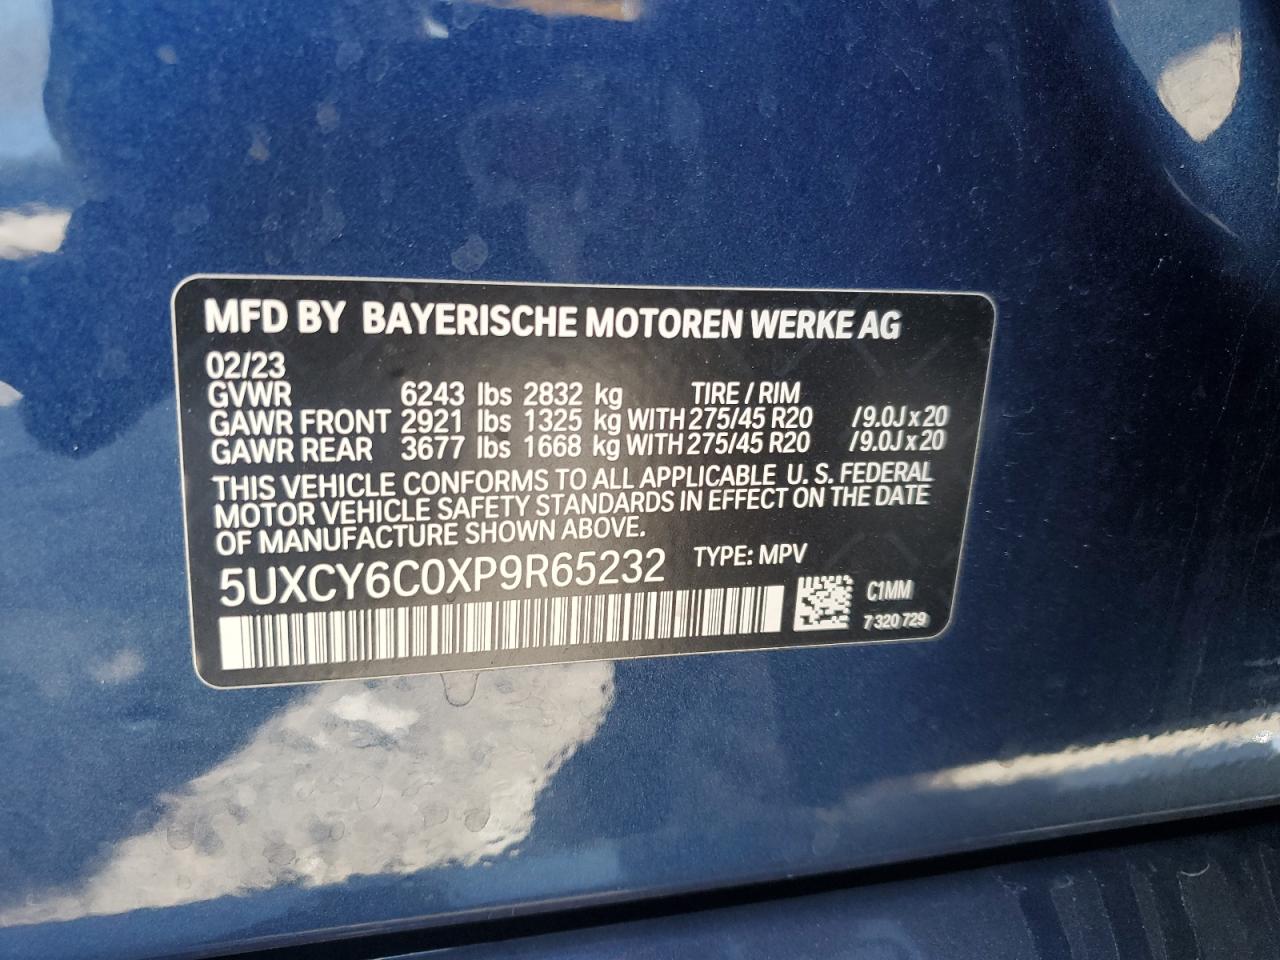 MFD BY BAYERISCHE MOTOREN WERKE AG
02/23
GVWR 6243 lbs 2832 kg TIRE / RIM
GAWR FRONT 2921 lbs 1325 kg WITH 275/45 R20 / 9.0J x 20
GAWR REAR 3677 lbs 1668 kg WITH 275/45 R20 / 9.0J x 20
THIS VEHICLE CONFORMS TO ALL APPLICABLE U. S. FEDERAL
MOTOR VEHICLE SAFETY STANDARDS IN EFFECT ON THE DATE
OF MANUFACTURE SHOWN ABOVE.
5UXCY6C0XP9R65232 TYPE: MPV
C1MM
7 320 729